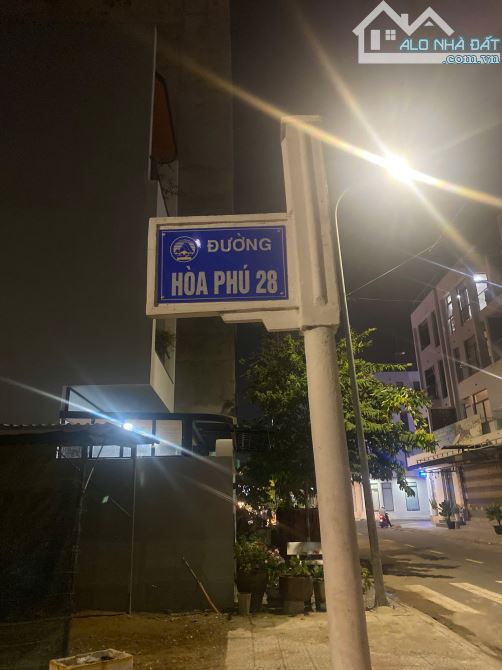 ALO NHÀ ĐẤT
.com.vn
ĐƯỜNG
HÒA PHÚ 28